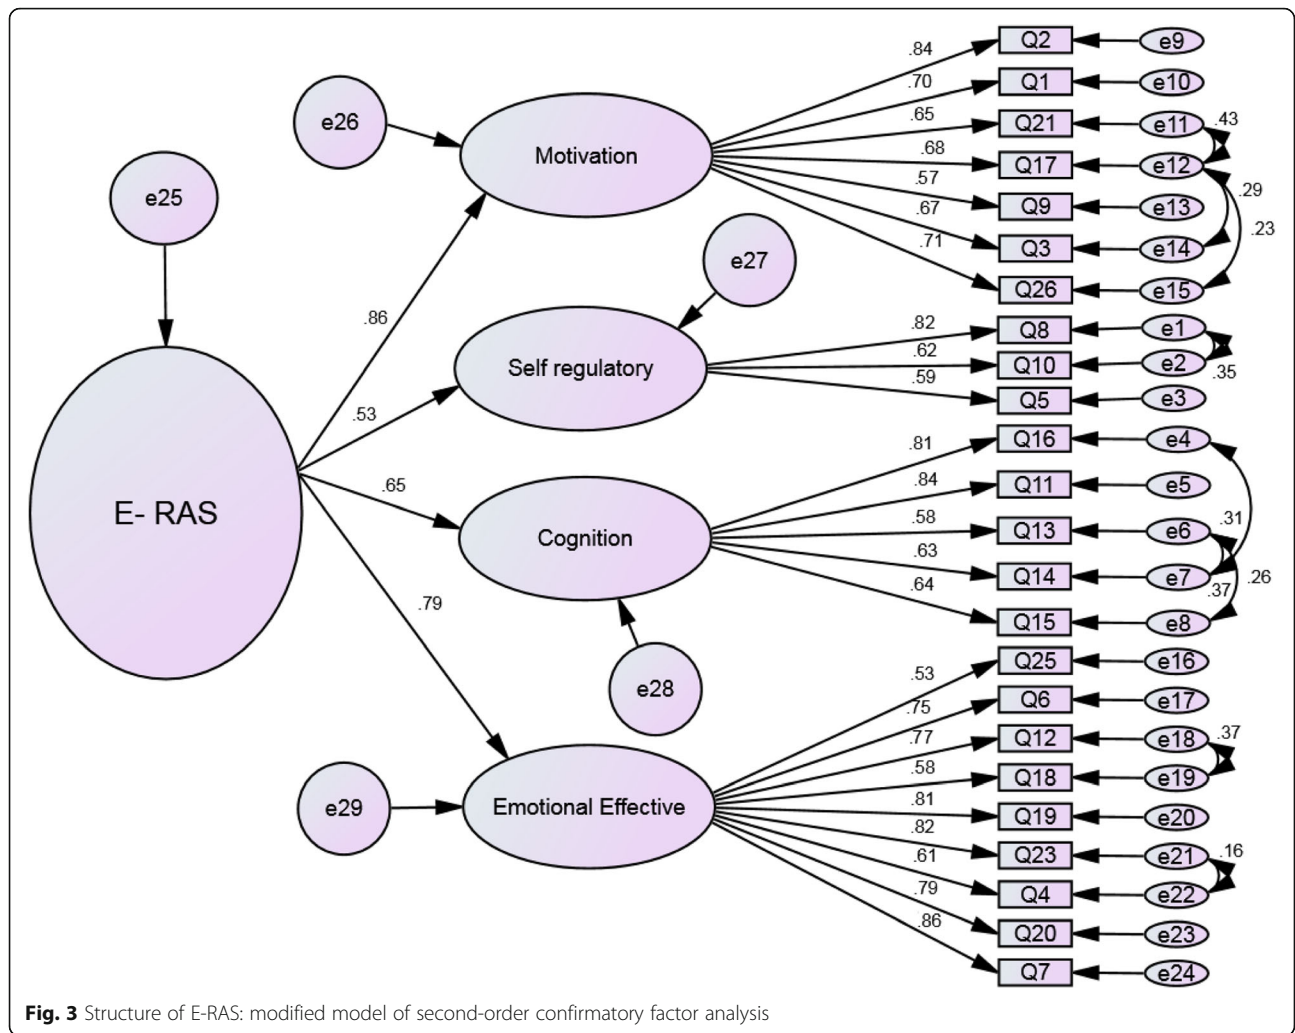 .84 Q2 e9
.70 Q1 e10
.65 Q21 e11 .43
e26 Motivation .68 Q17 e12
e25 .57 Q9 e13 .29
.67 Q3 e14 .23
.71 Q26 e15
e27
.86 .82 Q8 e1
Self regulatory .62 Q10 e2 .35
.53 .59 Q5 e3
.81 Q16 e4
.65 .84 Q11 e5
E- RAS Cognition .58 Q13 e6 .31
.63 Q14 e7 .37 .26
.79 .64 Q15 e8
e28 .53 Q25 e16
.75 Q6 e17
.77 Q12 e18 .37
.58 Q18 e19
e29 Emotional Effective .81 Q19 e20
.82 Q23 e21 .16
.61 Q4 e22
.79 Q20 e23
.86 Q7 e24
Fig. 3 Structure of E-RAS: modified model of second-order confirmatory factor analysis